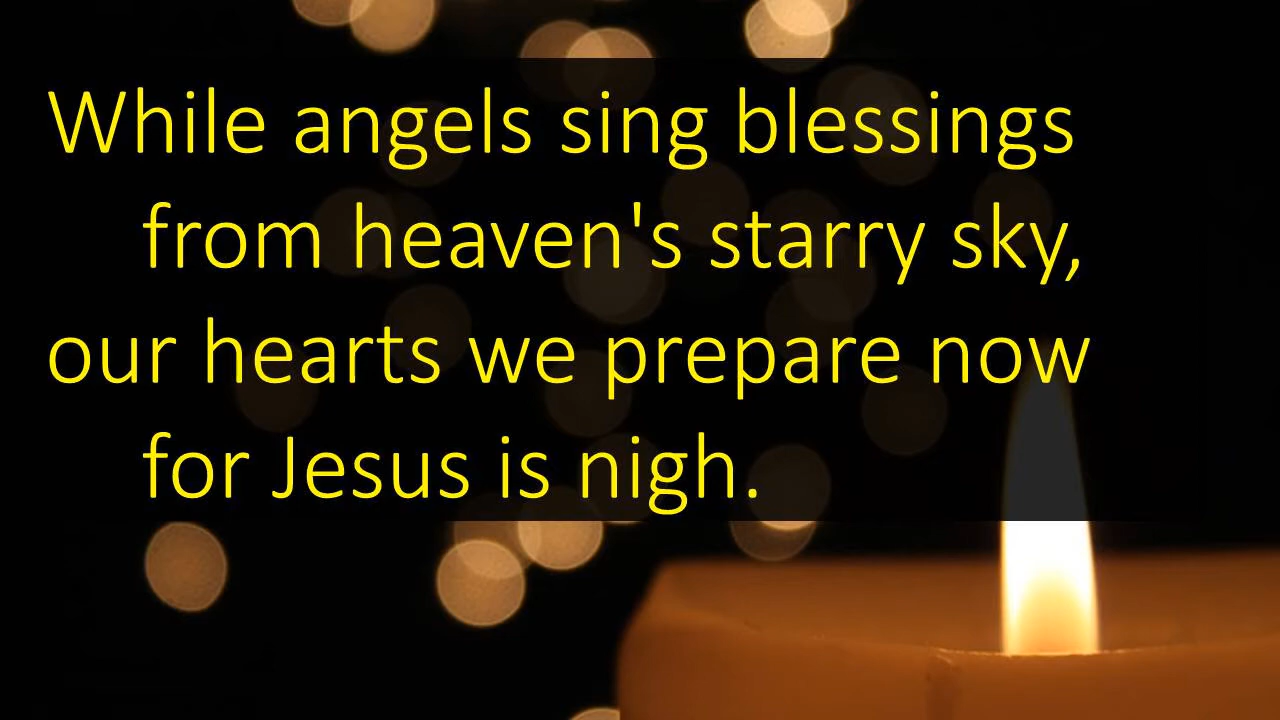 While angels sing blessings
from heaven's starry sky,
our hearts we prepare now
for Jesus is nigh.